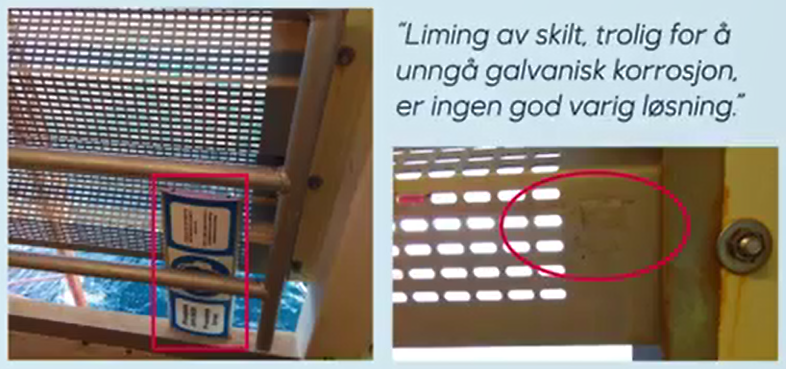 “Liming av skilt, trolig for å
unngå galvanisk korrosjon,
er ingen god varig løsning.”